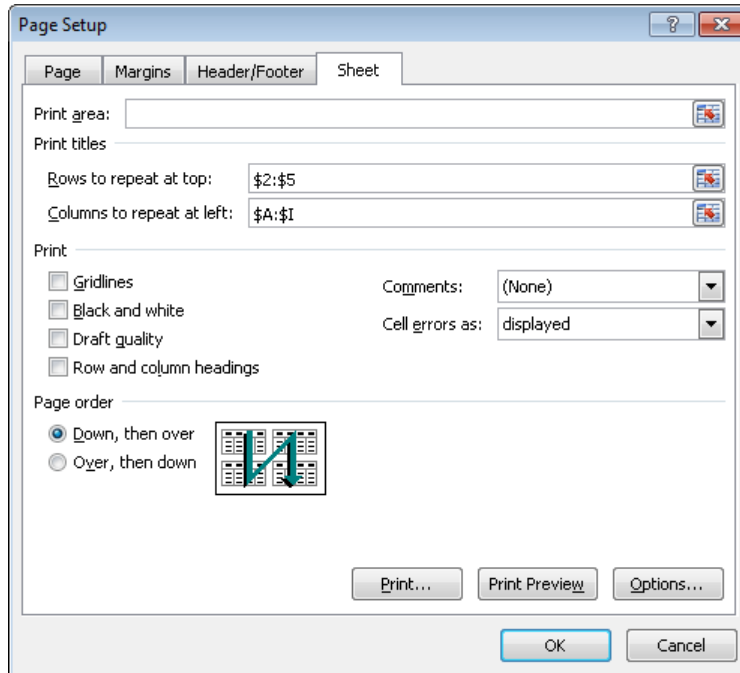 Page Setup
Page Margins Header/Footer Sheet
Print area:
Print titles
Rows to repeat at top: $2:$5
Columns to repeat at left: $A:$I
Print
Gridlines
Comments: (None)
Black and white
Cell errors as: displayed
Draft quality
Row and column headings
Page order
Down, then over
Over, then down
Print... Print Preview Options...
OK Cancel